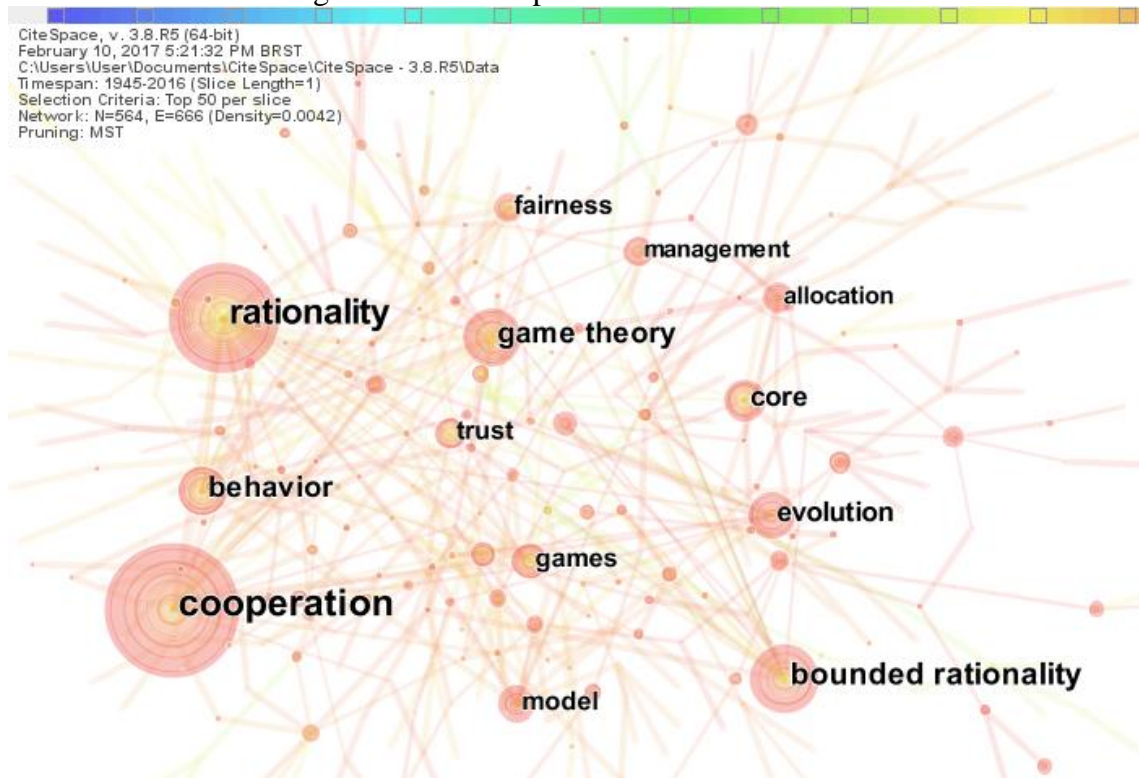 CiteSpace, v. 3.8.R5 (64-bit)
February 10, 2017 5:21:32 PM BRST
C:\Users\User\Documents\CiteSpace\CiteSpace - 3.8.R5\Data
Timespan: 1945-2016 (Slice Length=1)
Selection Criteria: Top 50 per slice
Network: N=564, E=666 (Density=0.0042)
Pruning: MST
fairness
management
allocation
rationality
game theory
core
trust
behavior
evolution
games
cooperation
bounded rationality
model